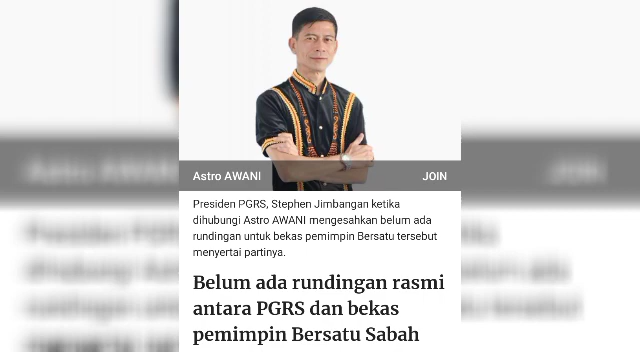 Astro AWANI JOIN
Presiden PGRS, Stephen Jimbangan ketika
dihubungi Astro AWANI mengesahkan belum ada
rundingan untuk bekas pemimpin Bersatu tersebut
menyertai partinya.
Belum ada rundingan rasmi
antara PGRS dan bekas
pemimpin Bersatu Sabah